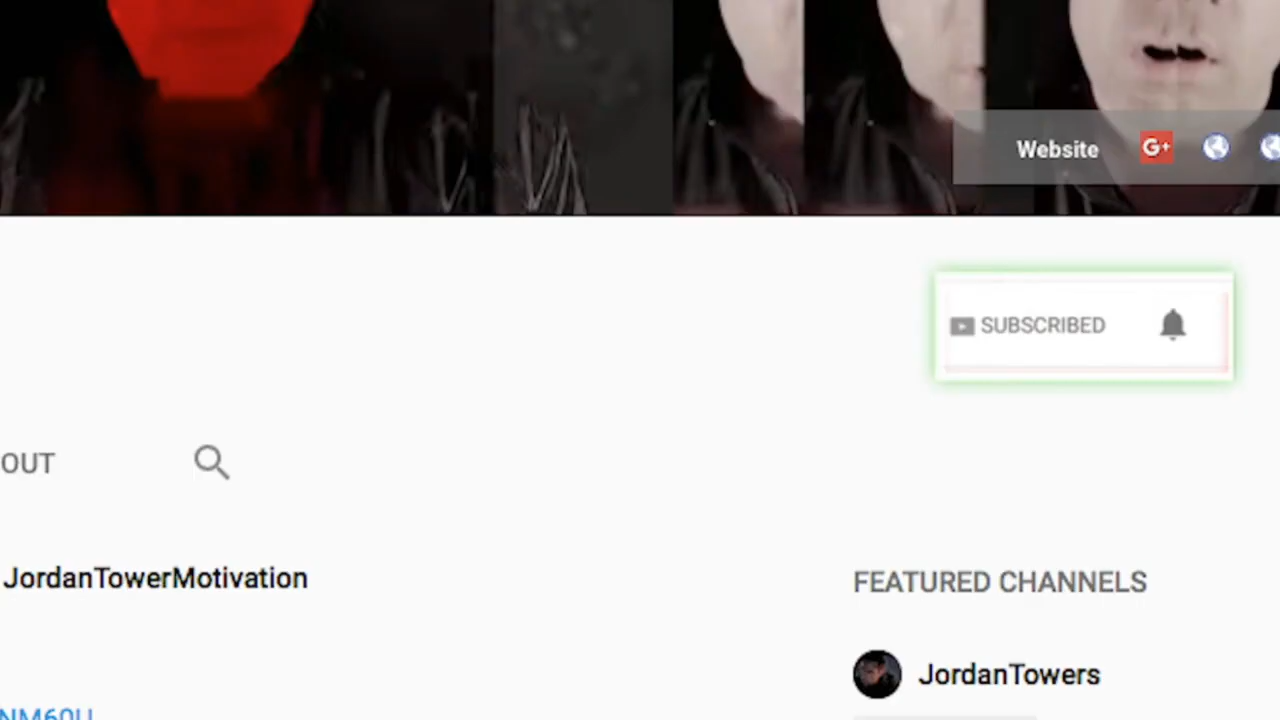 Website
G+
SUBSCRIBED
OUT
JordanTowerMotivation
FEATURED CHANNELS
JordanTowers